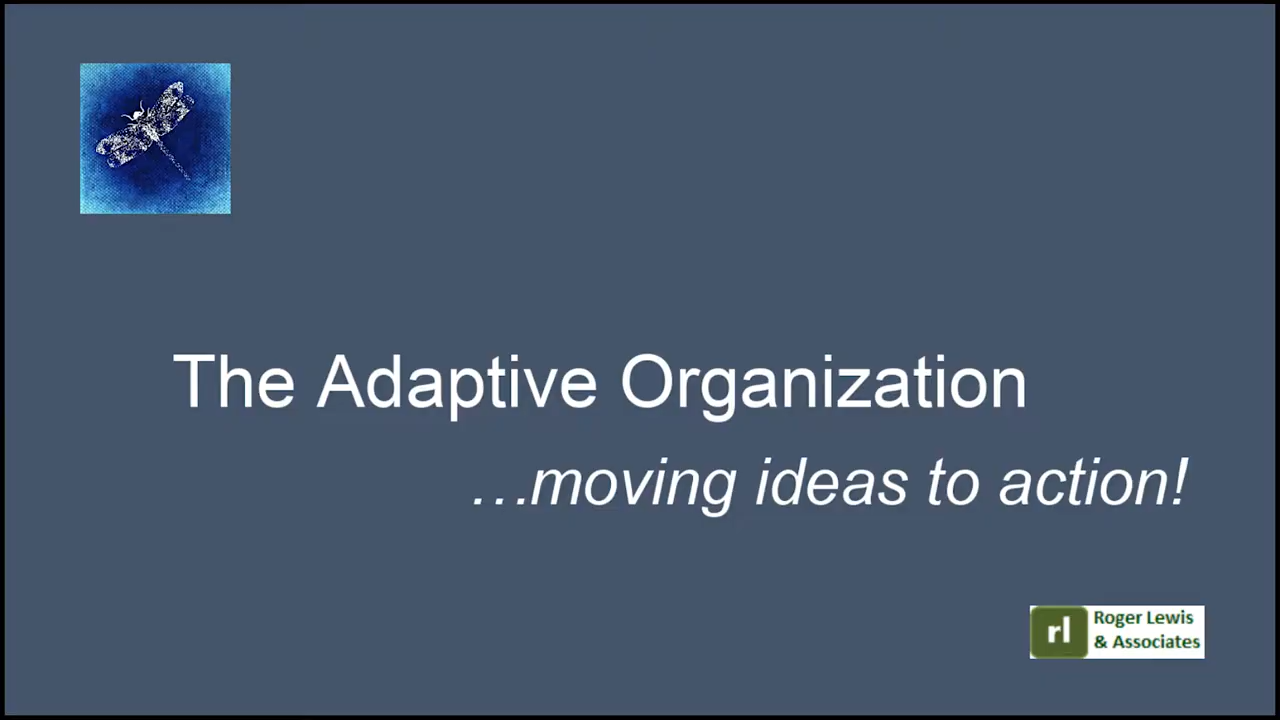 The Adaptive Organization
…moving ideas to action!
rl
Roger Lewis
& Associates